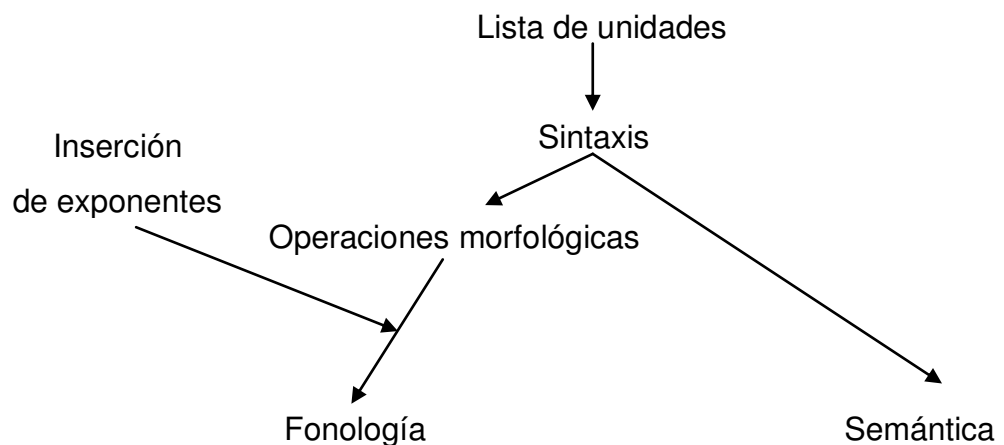 Lista de unidades
Sintaxis
Inserción
de exponentes
Operaciones morfológicas
Fonología
Semántica